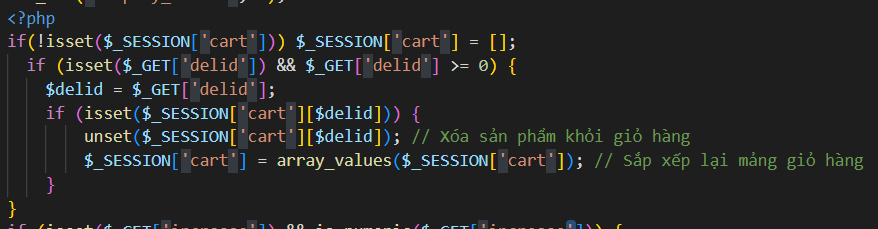 <?php
if(!isset($_SESSION['cart'])) $_SESSION['cart'] = [];
if (isset($_GET['delid']) && $_GET['delid'] >= 0) {
$delid = $_GET['delid'];
if (isset($_SESSION['cart'][$delid])) {
unset($_SESSION['cart'][$delid]); // Xóa sản phẩm khỏi giỏ hàng
$_SESSION['cart'] = array_values($_SESSION['cart']); // Sắp xếp lại mảng giỏ hàng
}
}